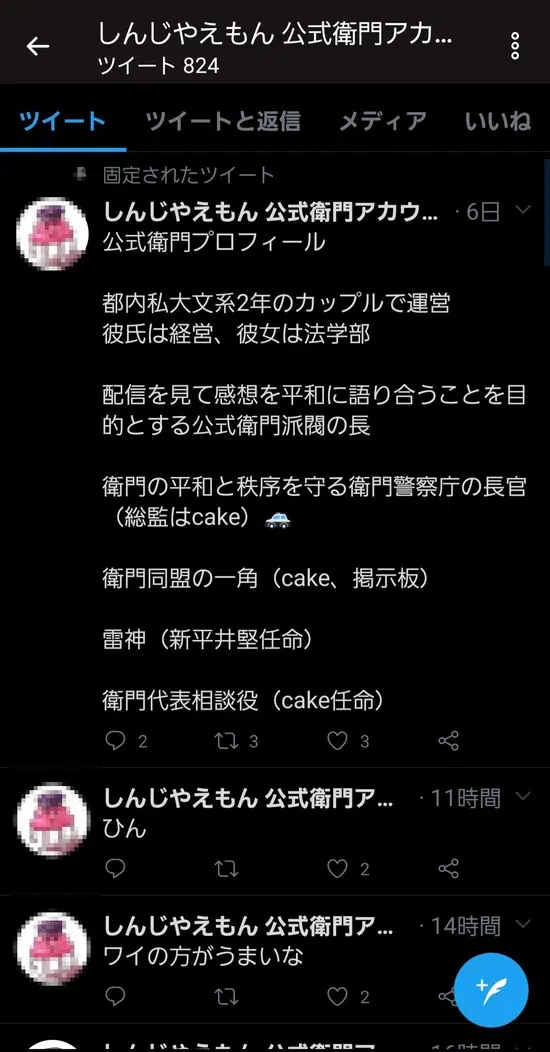 しんじやえもん 公式衛門アカ...
ツイート 824
ツイート ツイートと返信 メディア いいね
固定されたツイート
しんじやえもん 公式衛門アカウ... · 6日
公式衛門プロフィール
都内私大文系2年のカップルで運営
彼氏は経営、彼女は法学部
配信を見て感想を平和に語り合うことを目
的とする公式衛門派閥の長
衛門の平和と秩序を守る衛門警察庁の長官
（総監はcake）🚓
衛門同盟の一角（cake、掲示板）
雷神（新平井堅任命）
衛門代表相談役（cake任命）
2 3 3
しんじやえもん 公式衛門ア... · 11時間
ひん
2
しんじやえもん 公式衛門ア... · 14時間
ワイの方がうまいな
2